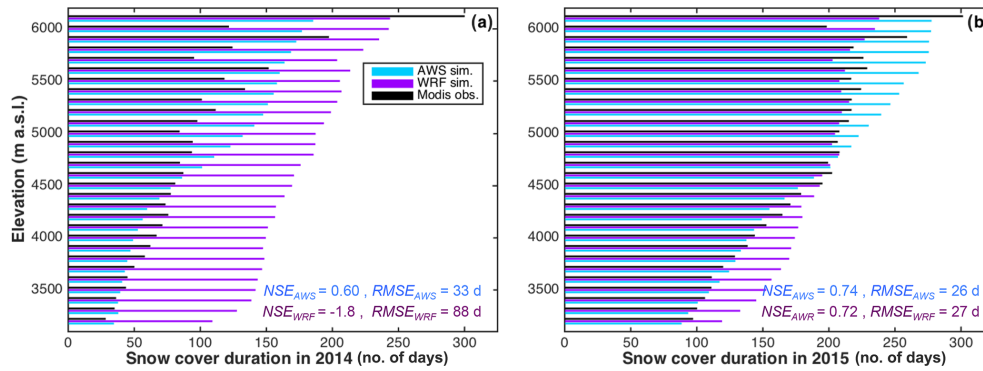 (a)
6000
5500
5000
4500
4000
3500
Elevation (m a.s.l.)
AWS sim.
WRF sim.
Modis obs.
NSE_AWS = 0.60 , RMSE_AWS = 33 d
NSE_WRF = -1.8 , RMSE_WRF = 88 d
0 50 100 150 200 250 300
Snow cover duration in 2014 (no. of days)
(b)
6000
5500
5000
4500
4000
3500
NSE_AWS = 0.74 , RMSE_AWS = 26 d
NSE_AWR = 0.72 , RMSE_WRF = 27 d
0 50 100 150 200 250 300
Snow cover duration in 2015 (no. of days)